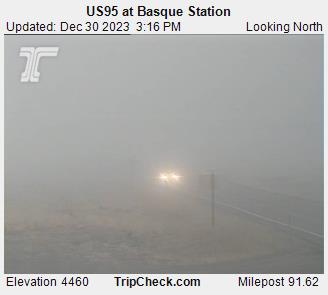 US95 at Basque Station
Updated: Dec 30 2023 3:16 PM Looking North
Elevation 4460 TripCheck.com Milepost 91.62